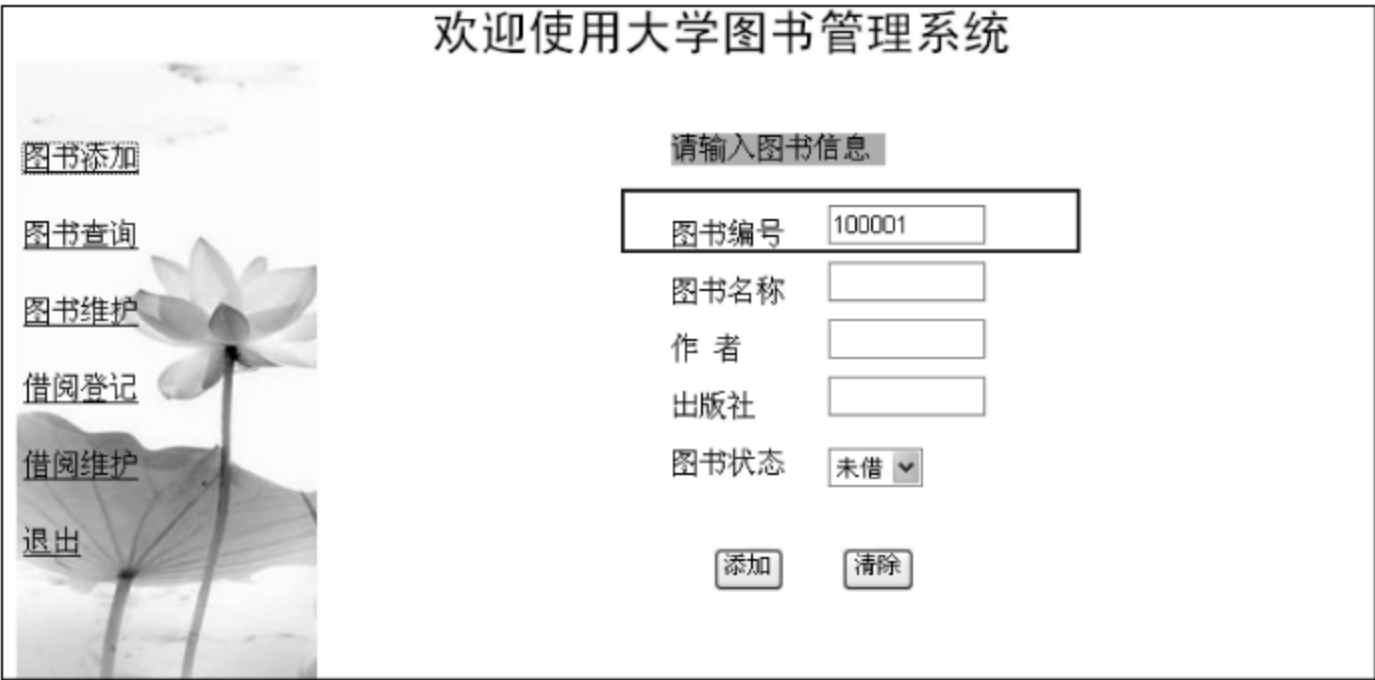 欢迎使用大学图书管理系统
图书添加
图书查询
图书维护
借阅登记
借阅维护
退出
请输入图书信息
图书编号 100001
图书名称
作 者
出版社
图书状态 未借
添加 清除